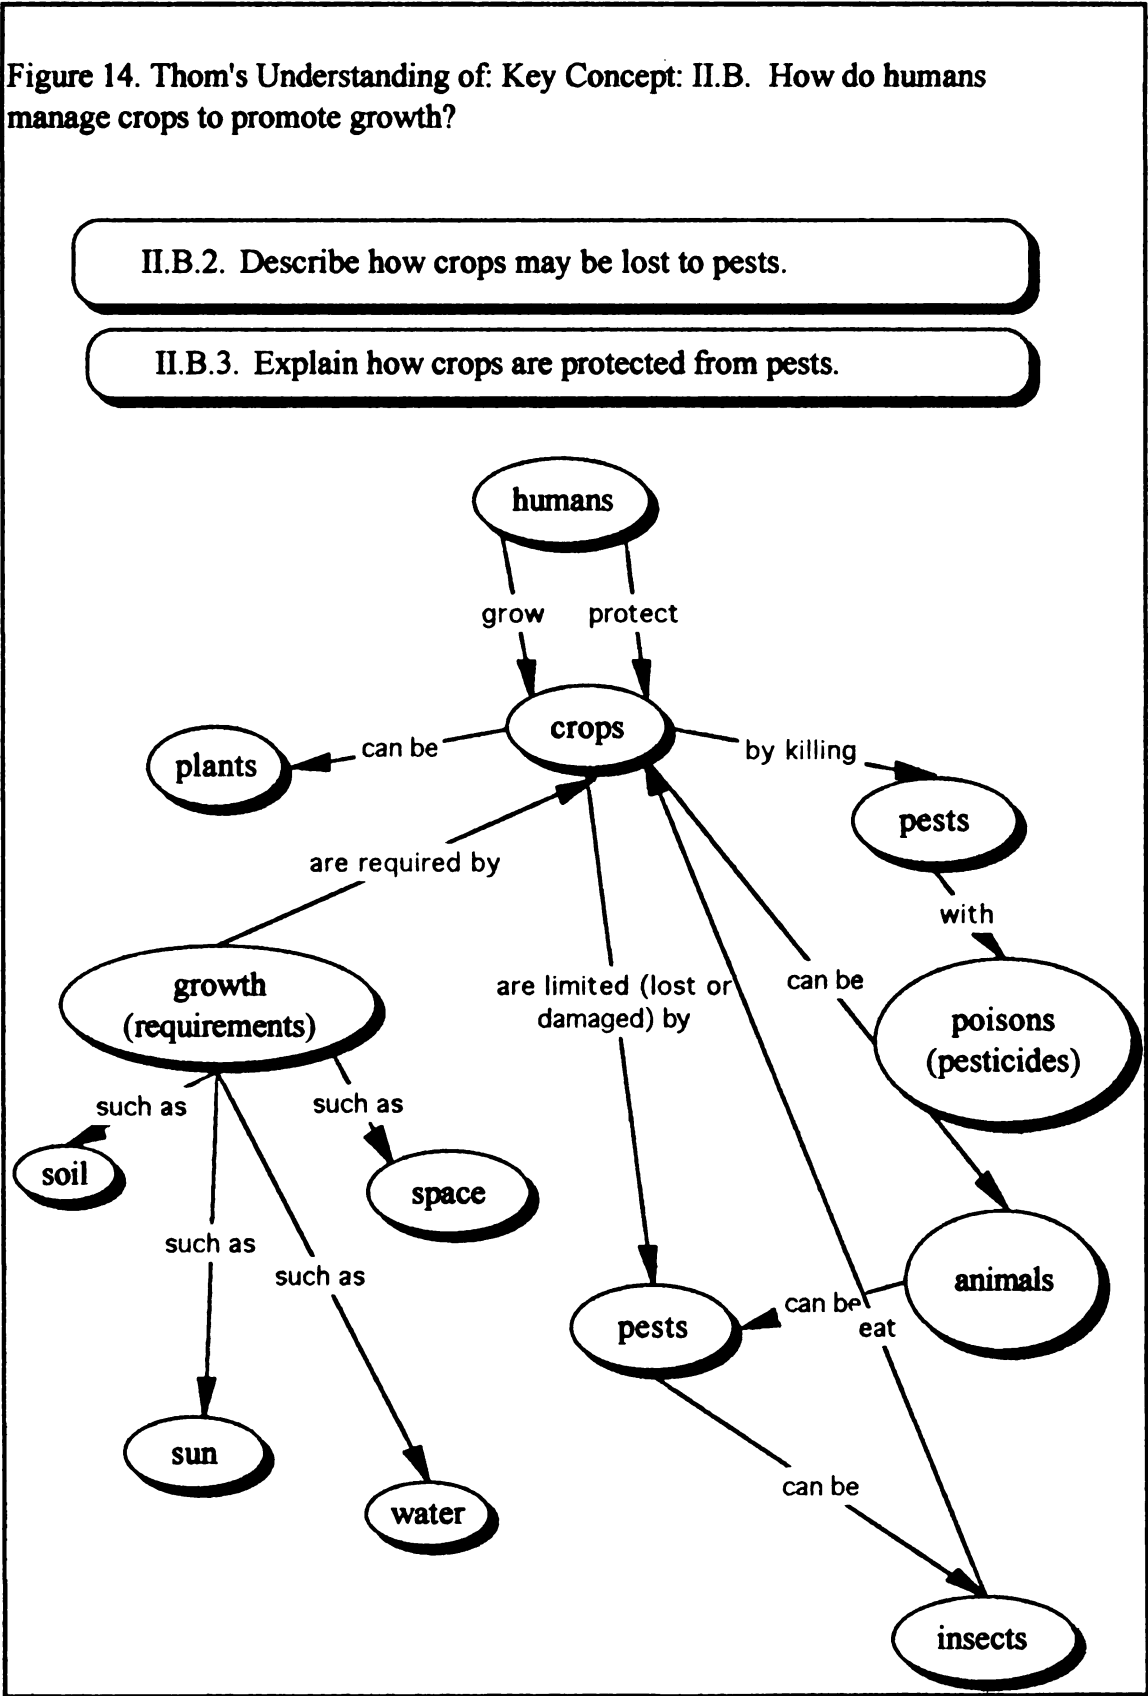 Figure 14. Thom's Understanding of: Key Concept: II.B. How do humans
manage crops to promote growth?
II.B.2. Describe how crops may be lost to pests.
II.B.3. Explain how crops are protected from pests.
humans
grow
protect
crops
can be
plants
by killing
pests
are required by
with
growth
(requirements)
are limited (lost or
damaged) by
can be
poisons
(pesticides)
such as
such as
soil
space
such as
such as
animals
can be
eat
pests
sun
can be
water
insects